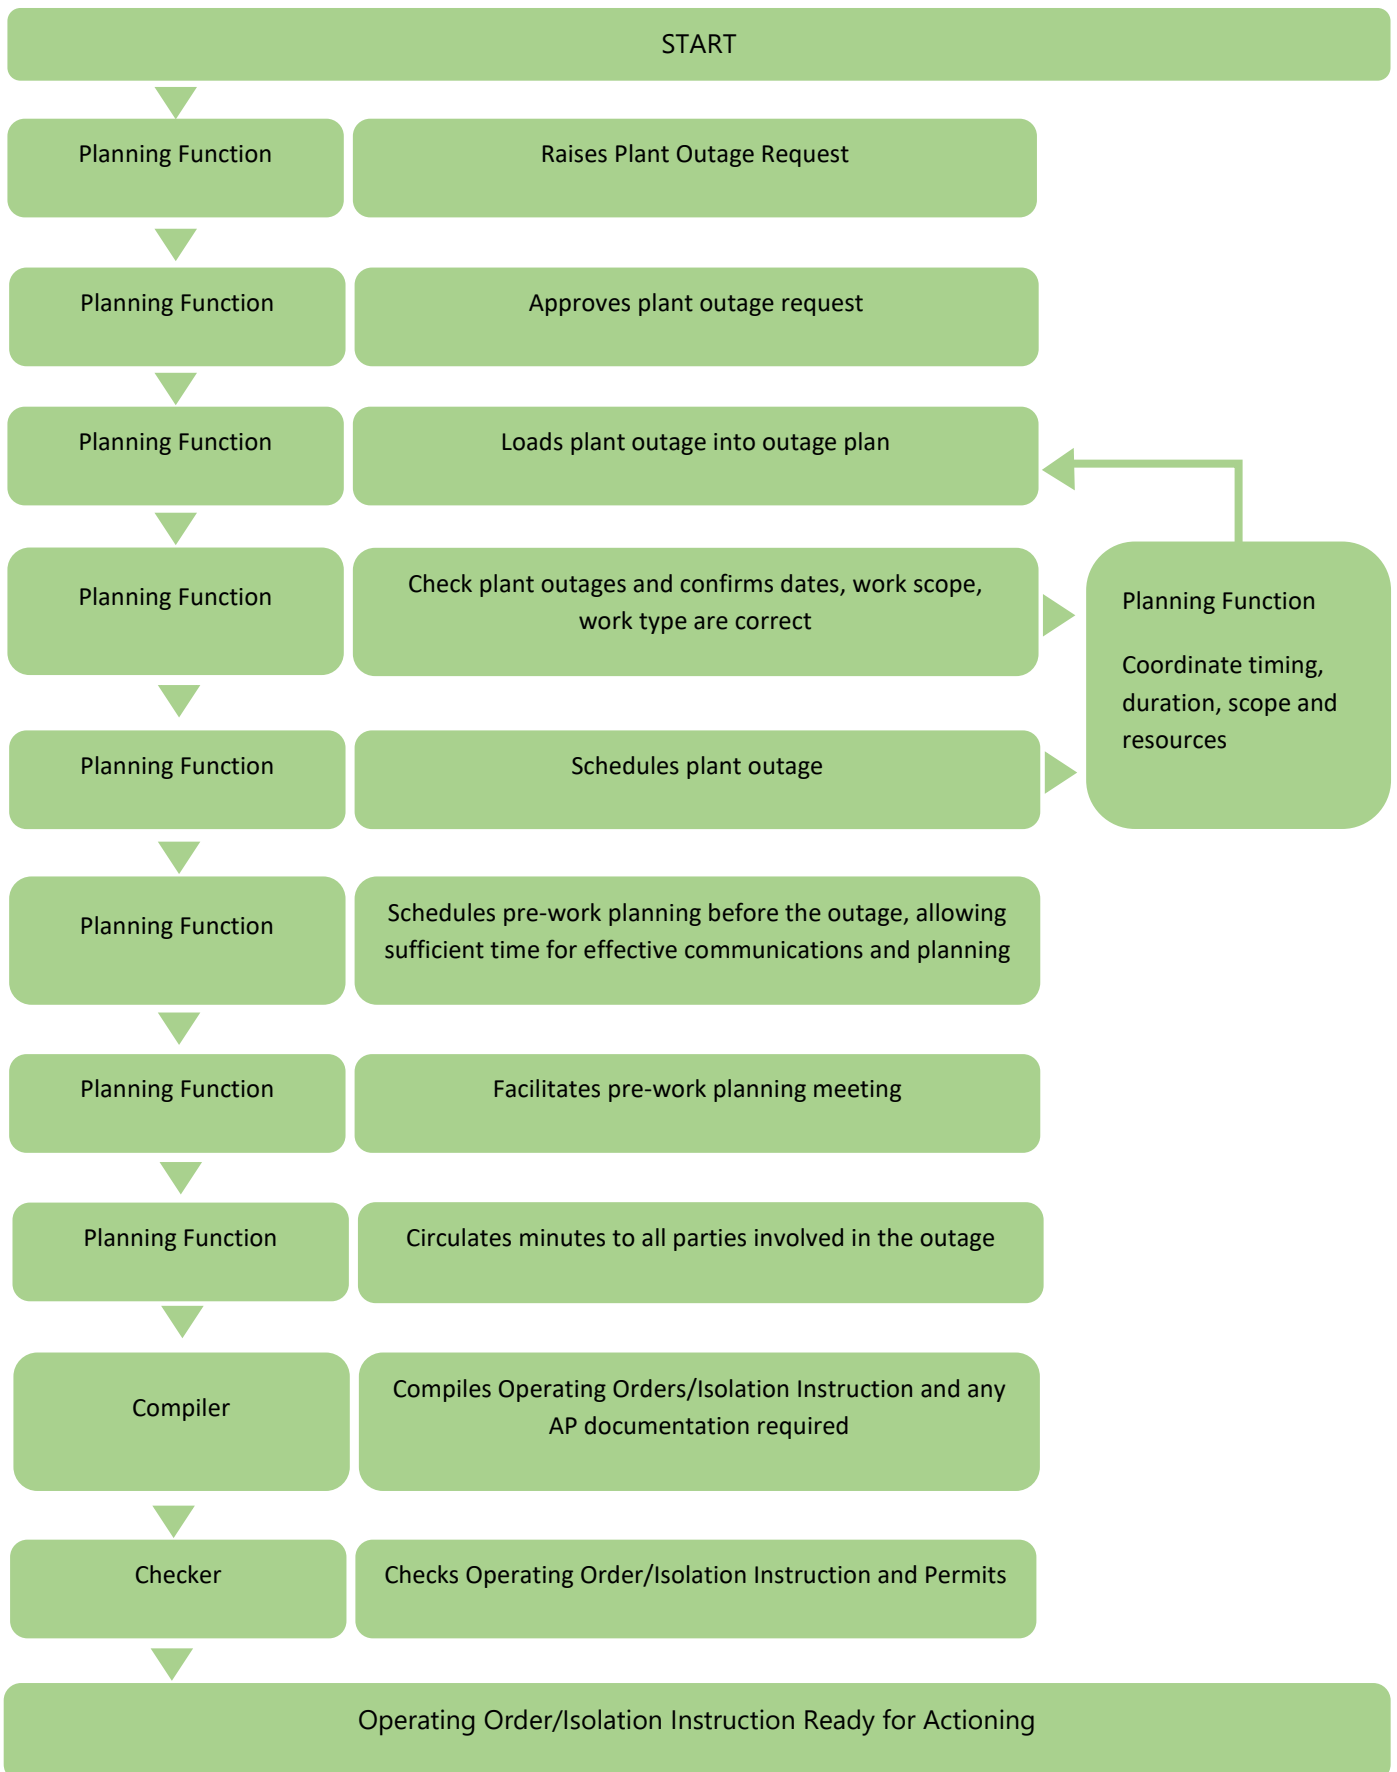 START
Planning Function
Raises Plant Outage Request
Planning Function
Approves plant outage request
Planning Function
Loads plant outage into outage plan
Planning Function
Check plant outages and confirms dates, work scope,
work type are correct
Planning Function
Coordinate timing,
duration, scope and
resources
Planning Function
Schedules plant outage
Planning Function
Schedules pre-work planning before the outage, allowing
sufficient time for effective communications and planning
Planning Function
Facilitates pre-work planning meeting
Planning Function
Circulates minutes to all parties involved in the outage
Compiler
Compiles Operating Orders/Isolation Instruction and any
AP documentation required
Checker
Checks Operating Order/Isolation Instruction and Permits
Operating Order/Isolation Instruction Ready for Actioning